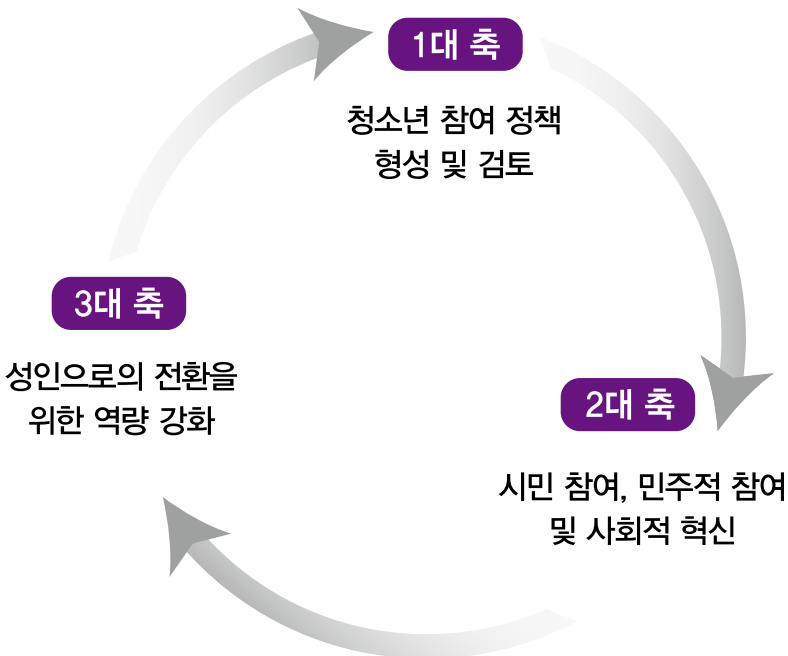 1대 축
청소년 참여 정책
형성 및 검토
2대 축
시민 참여, 민주적 참여
및 사회적 혁신
3대 축
성인으로의 전환을
위한 역량 강화